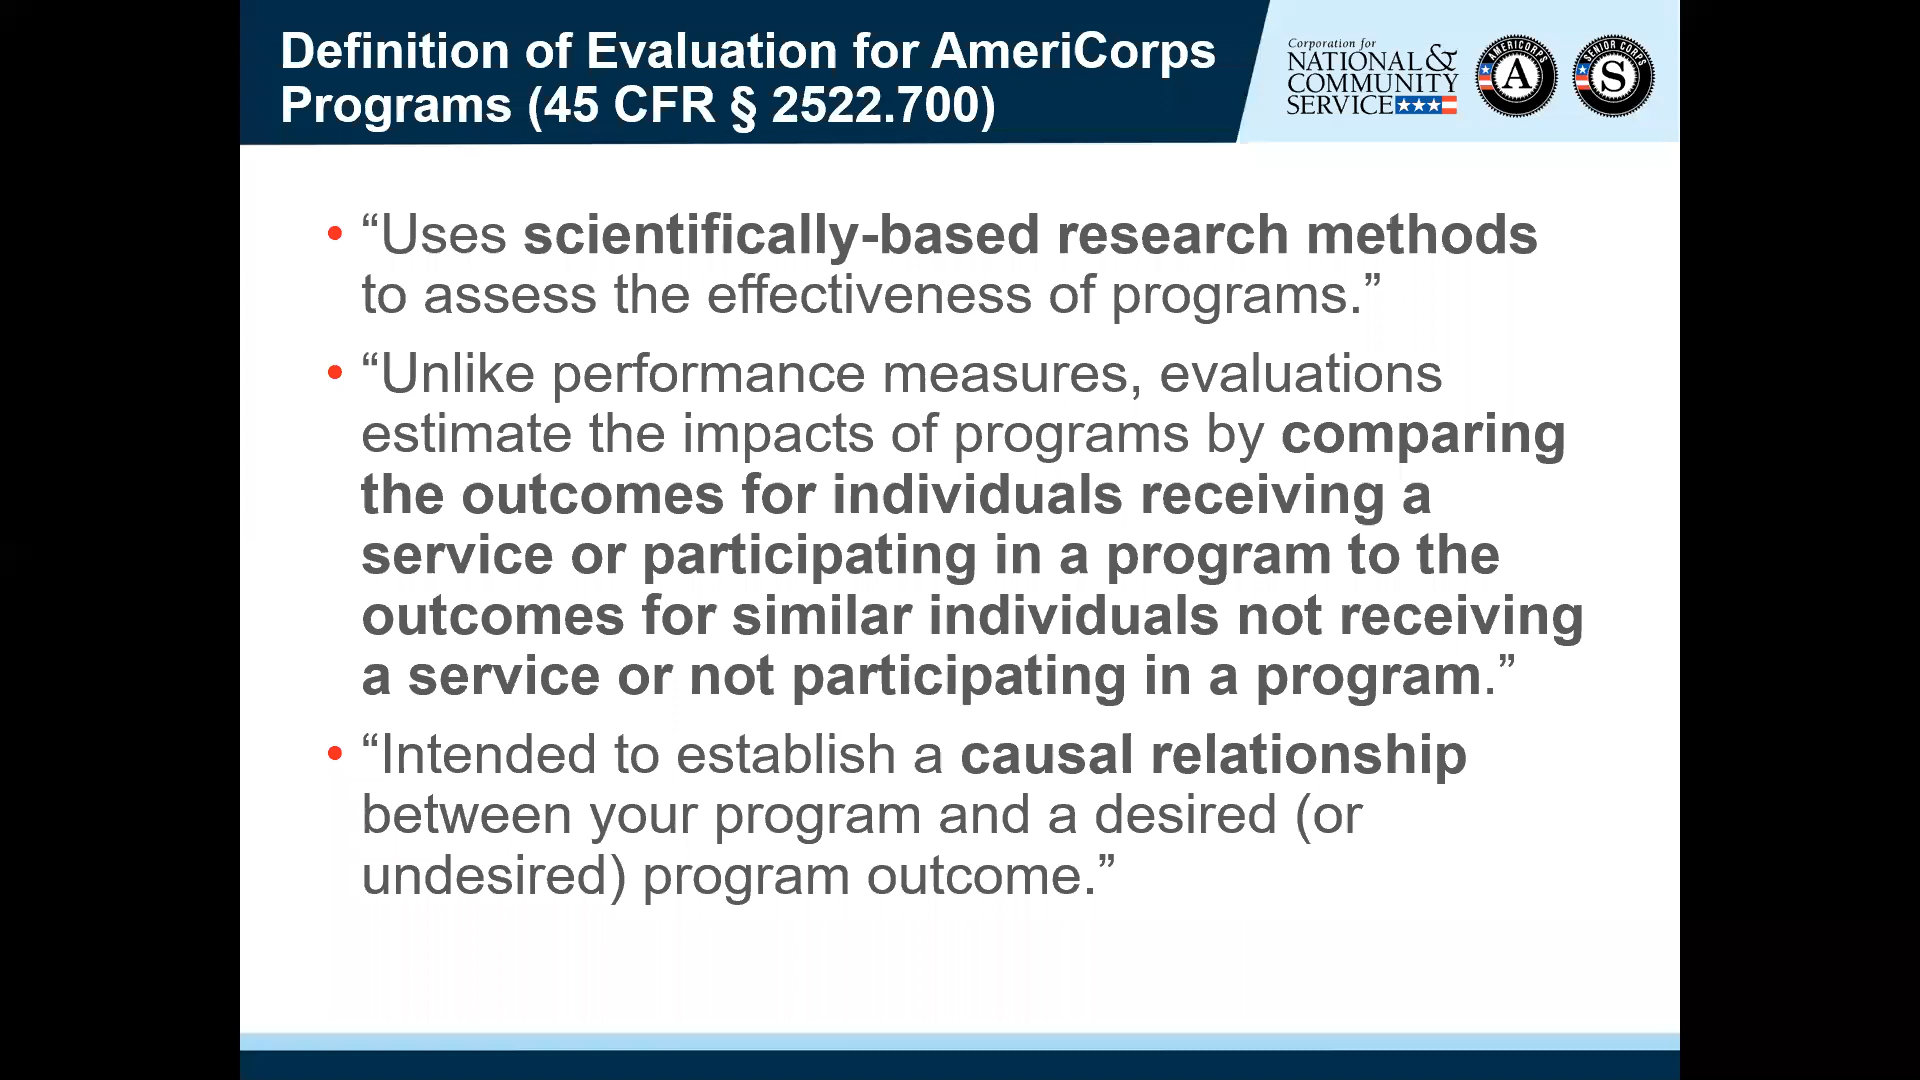 Definition of Evaluation for AmeriCorps
Programs (45 CFR § 2522.700)
Corporation for
NATIONAL &
COMMUNITY
SERVICE
AMERICORPS
A
SENIOR CORPS
S
• “Uses scientifically-based research methods
to assess the effectiveness of programs.”
• “Unlike performance measures, evaluations
estimate the impacts of programs by comparing
the outcomes for individuals receiving a
service or participating in a program to the
outcomes for similar individuals not receiving
a service or not participating in a program.”
• “Intended to establish a causal relationship
between your program and a desired (or
undesired) program outcome.”